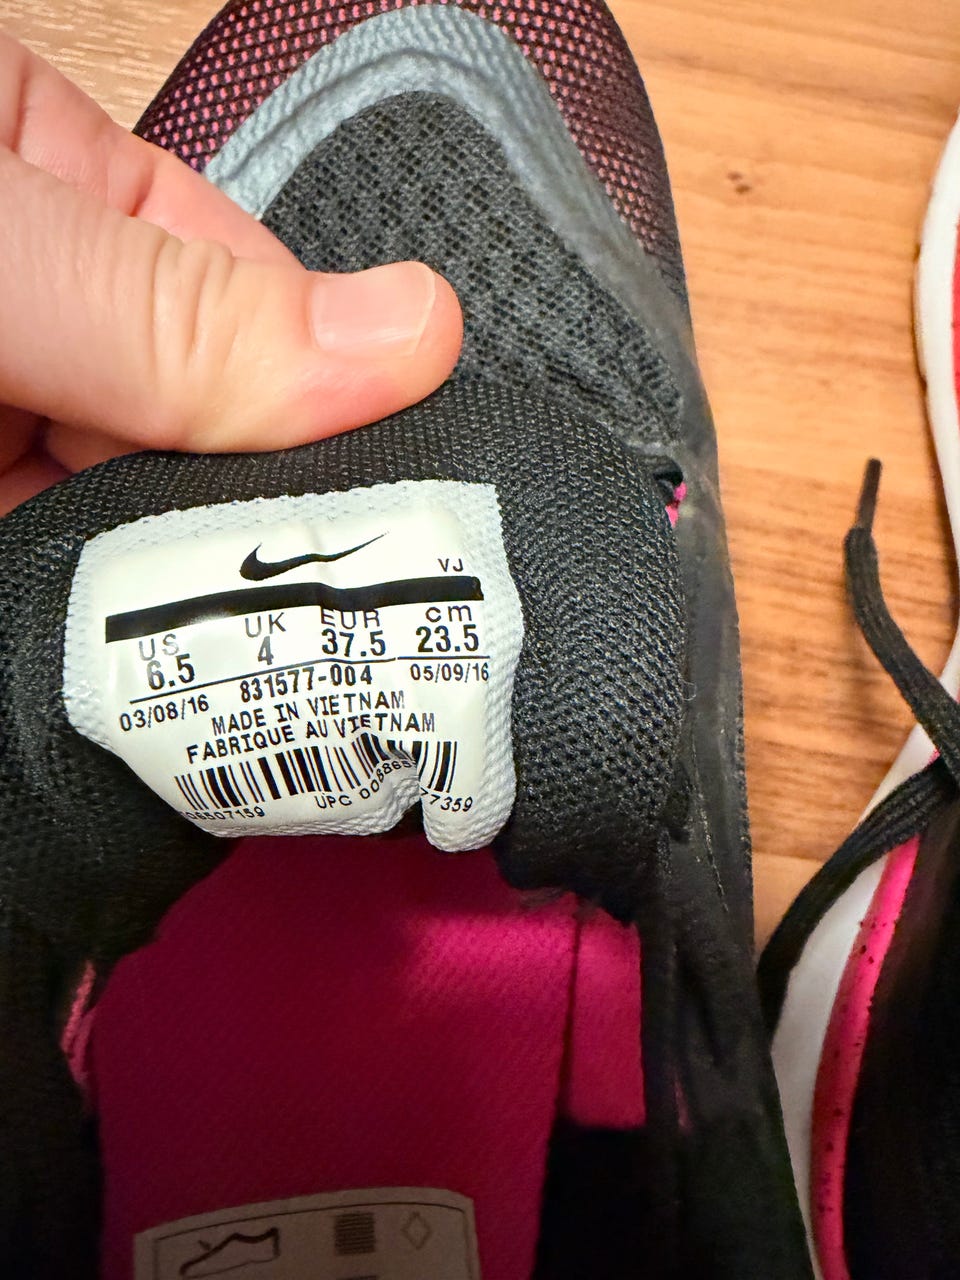 VJ
US UK EUR cm
6.5 4 37.5 23.5
03/08/16 831577-004 05/09/16
MADE IN VIETNAM
FABRIQUE AU VIETNAM
UPC